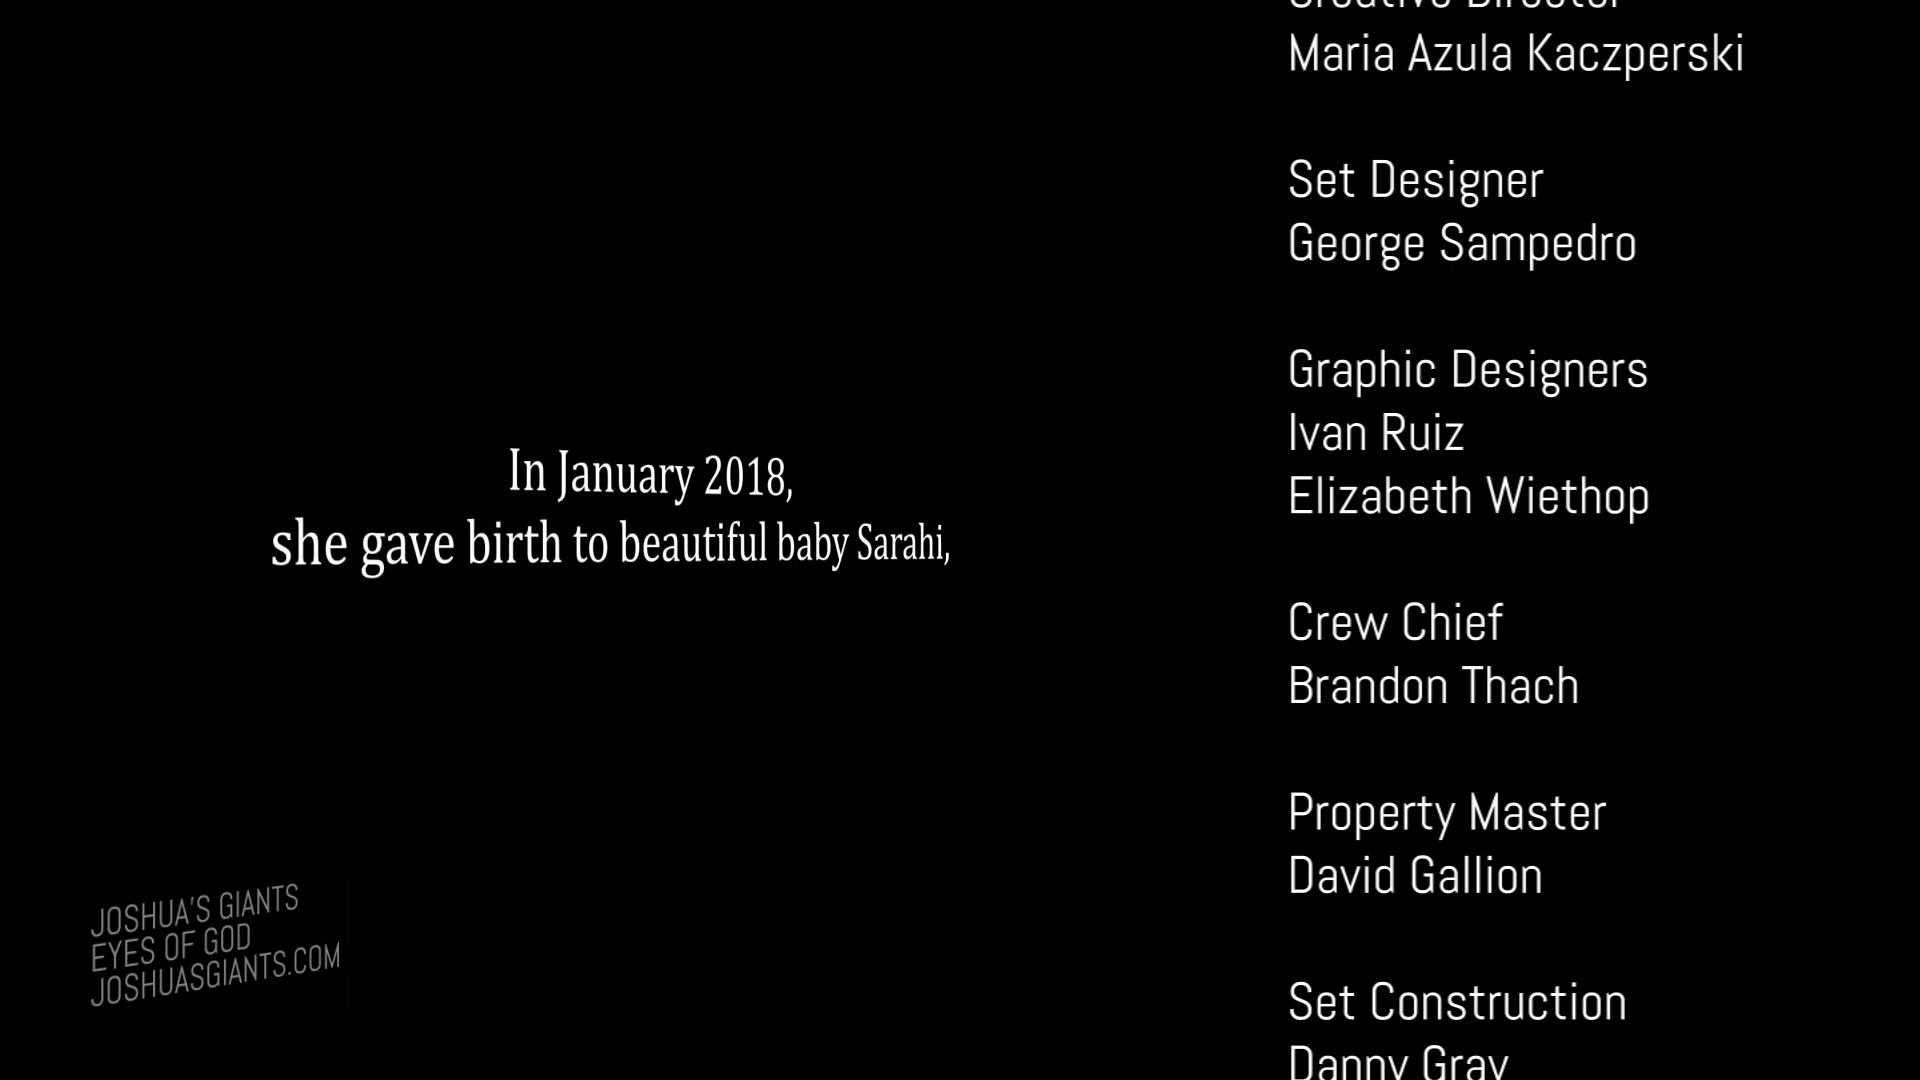 In January 2018,
she gave birth to beautiful baby Sarahi,
JOSHUA'S GIANTS
EYES OF GOD
JOSHUASGIANTS.COM
Creative Director
Maria Azula Kaczperski
Set Designer
George Sampedro
Graphic Designers
Ivan Ruiz
Elizabeth Wiethop
Crew Chief
Brandon Thach
Property Master
David Gallion
Set Construction
Danny Gray